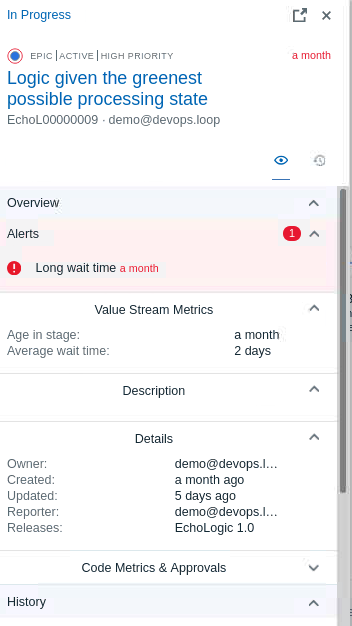 In Progress
EPIC | ACTIVE | HIGH PRIORITY a month
Logic given the greenest
possible processing state
EchoL00000009 · demo@devops.loop
Overview
Alerts 1
Long wait time a month
Value Stream Metrics
Age in stage: a month
Average wait time: 2 days
Description
Details
Owner: demo@devops.l...
Created: a month ago
Updated: 5 days ago
Reporter: demo@devops.l...
Releases: EchoLogic 1.0
Code Metrics & Approvals
History